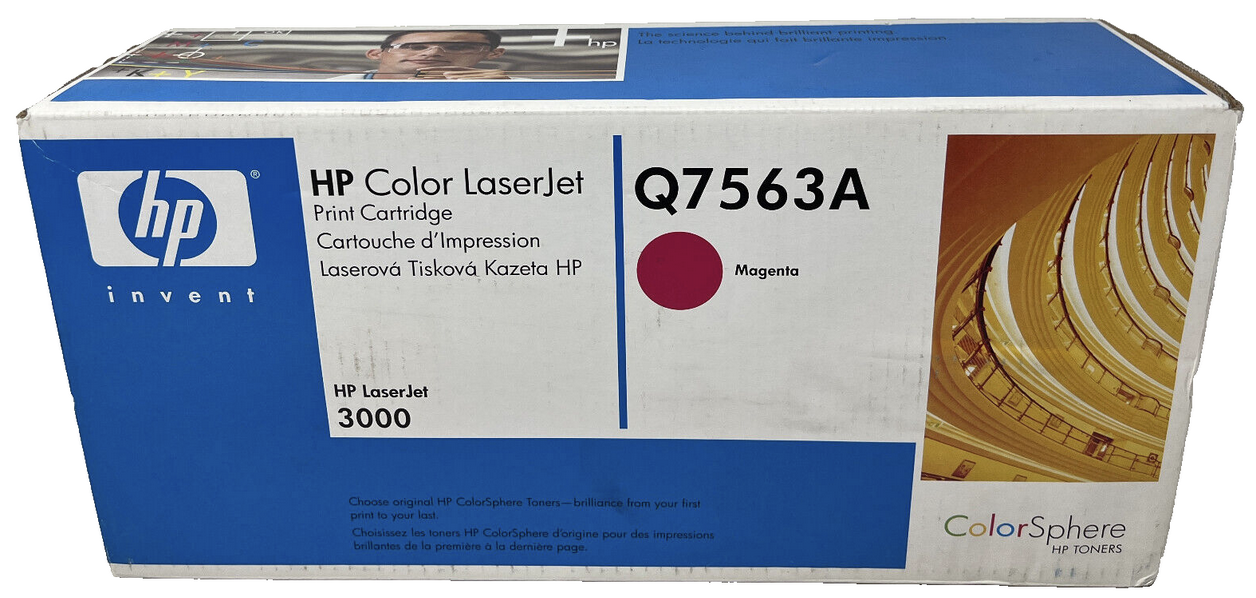 hp
The science behind brilliant printing.
La technologie qui fait brillante impression.
K+Y
hp®
invent
HP Color LaserJet
Print Cartridge
Cartouche d'Impression
Laserová Tisková Kazeta HP
HP LaserJet
3000
Q7563A
Magenta
Choose original HP ColorSphere Toners—brilliance from your first
print to your last.
Choisissez les toners HP ColorSphere d'origine pour des impressions
brillantes de la première à la dernière page.
ColorSphere
HP TONERS